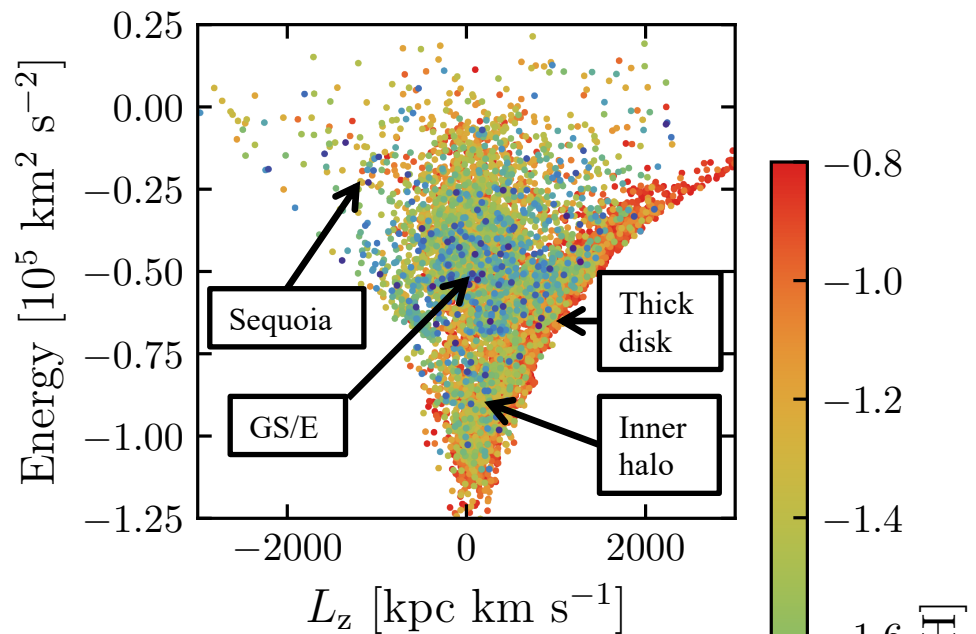 0.25
0.00
−0.25
−0.50
−0.75
−1.00
−1.25
Energy [10⁵ km² s⁻²]
Sequoia
GS/E
Thick
disk
Inner
halo
−2000
0
2000
L_z [kpc km s⁻¹]
−0.8
−1.0
−1.2
−1.4